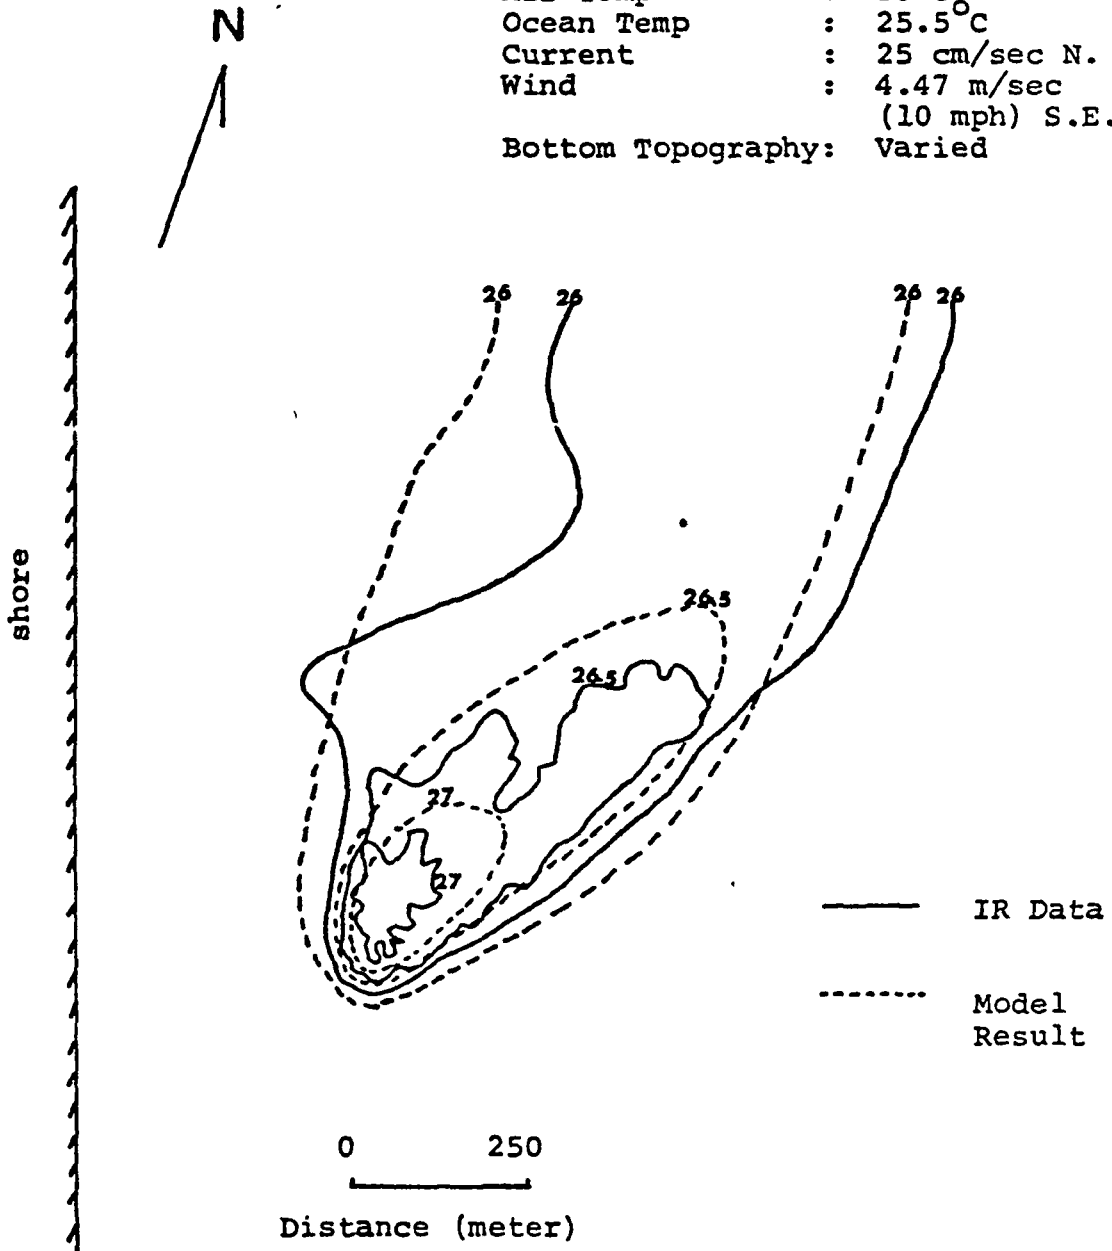 N
Ocean Temp : 25.5°C
Current : 25 cm/sec N.
Wind : 4.47 m/sec
(10 mph) S.E.
Bottom Topography: Varied
26 26 26 26
shore
26.5
26.5
27
27
IR Data
Model
Result
0 250
Distance (meter)